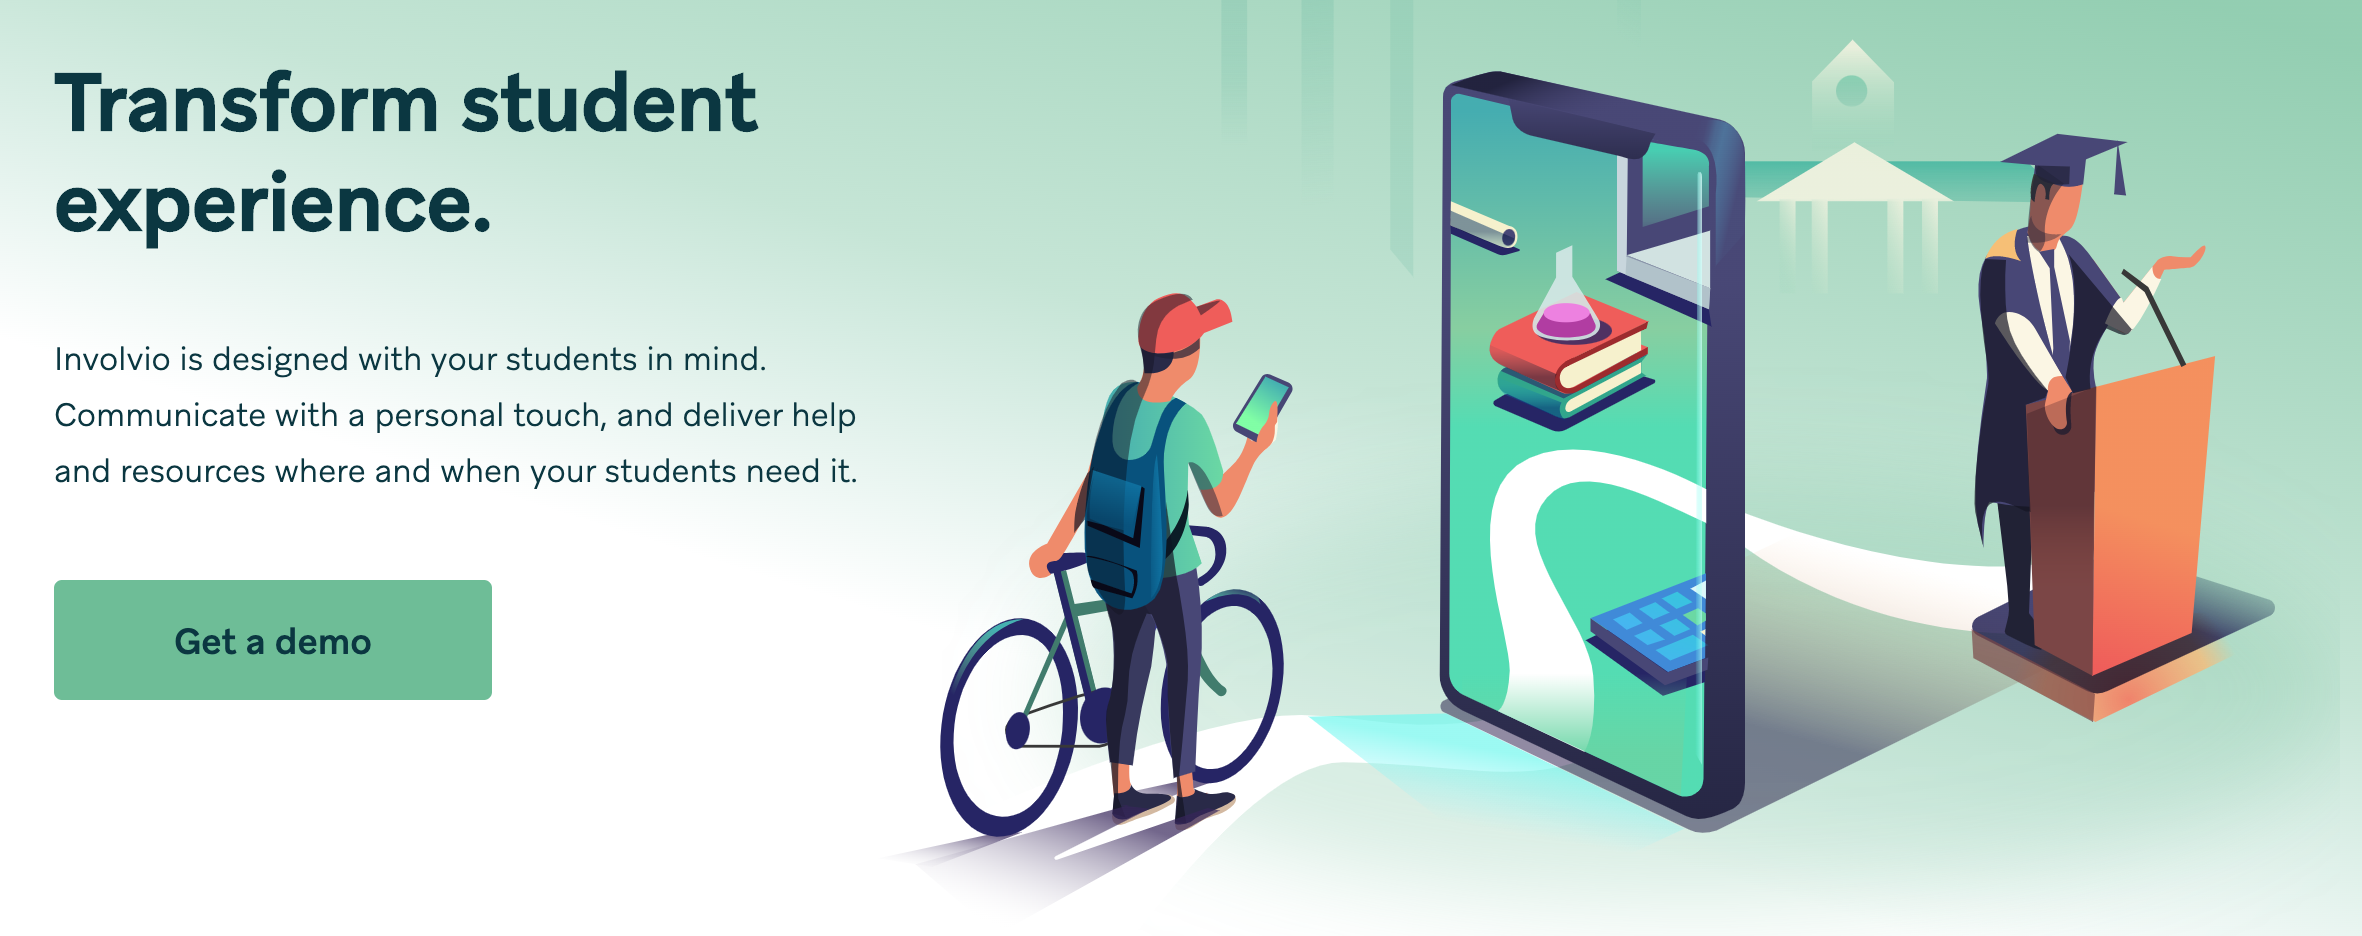 Transform student
experience.
Involvio is designed with your students in mind.
Communicate with a personal touch, and deliver help
and resources where and when your students need it.
Get a demo